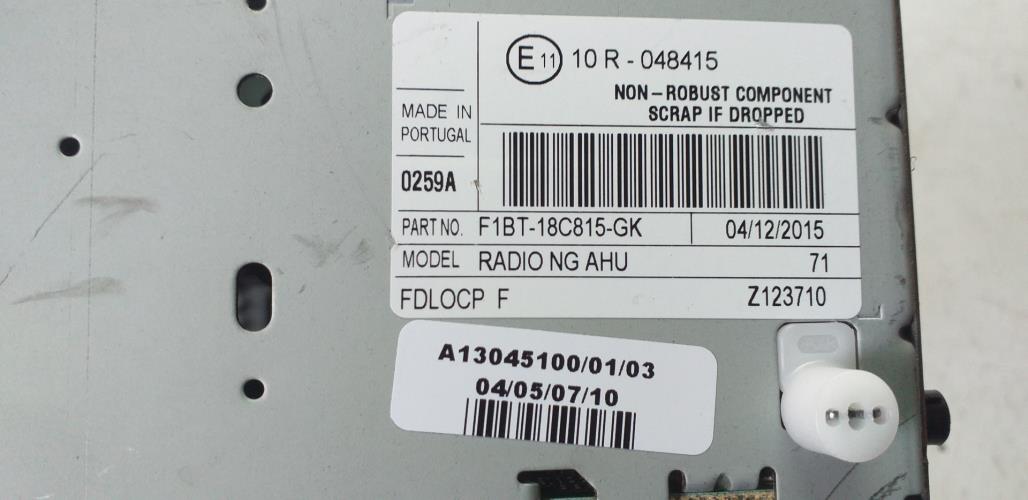 E 11 10 R - 048415
NON-ROBUST COMPONENT
SCRAP IF DROPPED
MADE IN
PORTUGAL
0259A
PART NO. F1BT-18C815-GK 04/12/2015
MODEL RADIO NG AHU 71
FDLOCP F Z123710
A13045100/01/03
04/05/07/10